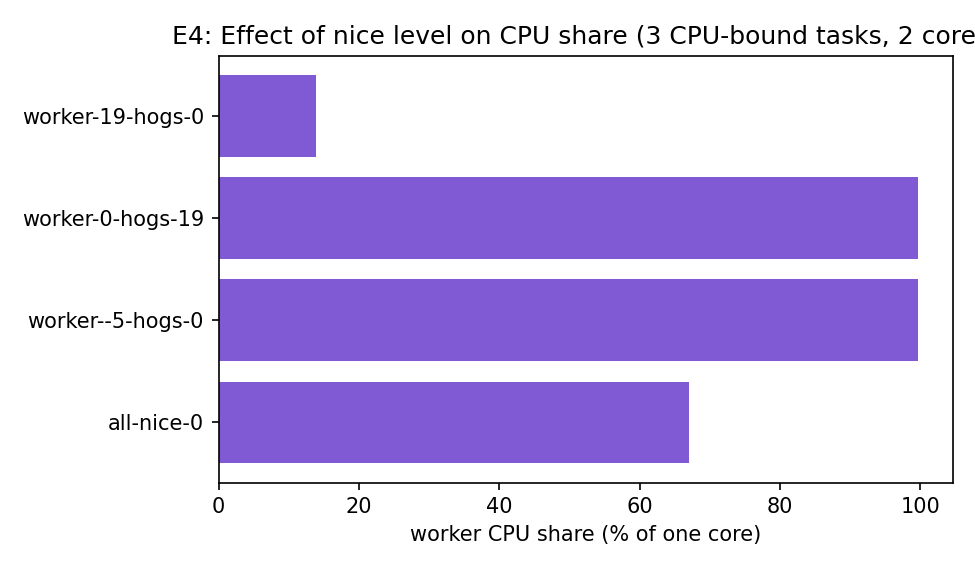 E4: Effect of nice level on CPU share (3 CPU-bound tasks, 2 core
worker-19-hogs-0
worker-0-hogs-19
worker--5-hogs-0
all-nice-0
0 20 40 60 80 100
worker CPU share (% of one core)